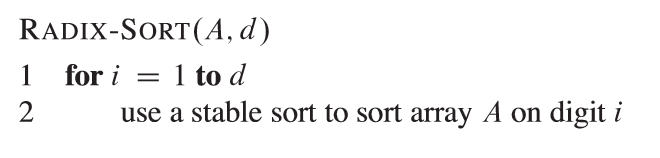 RADIX-SORT(A, d)
1 for i = 1 to d
2 use a stable sort to sort array A on digit i